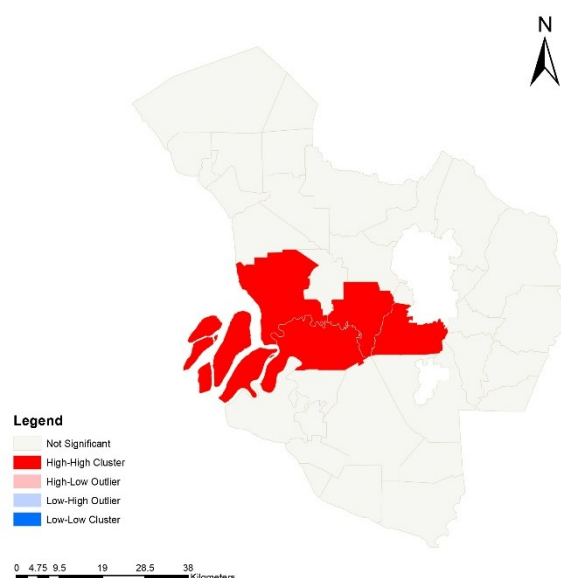 N
Legend
Not Significant
High-High Cluster
High-Low Outlier
Low-High Outlier
Low-Low Cluster
0 4.75 9.5 19 28.5 38
Kilometers